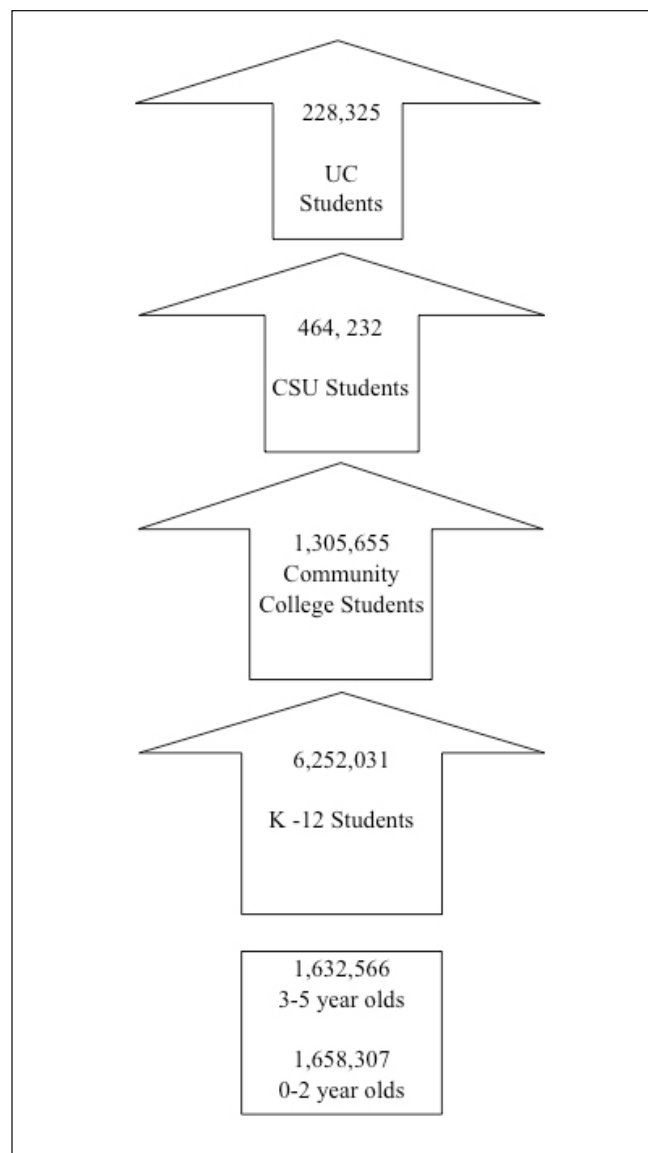 228,325
UC
Students
464, 232
CSU Students
1,305,655
Community
College Students
6,252,031
K -12 Students
1,632,566
3-5 year olds
1,658,307
0-2 year olds